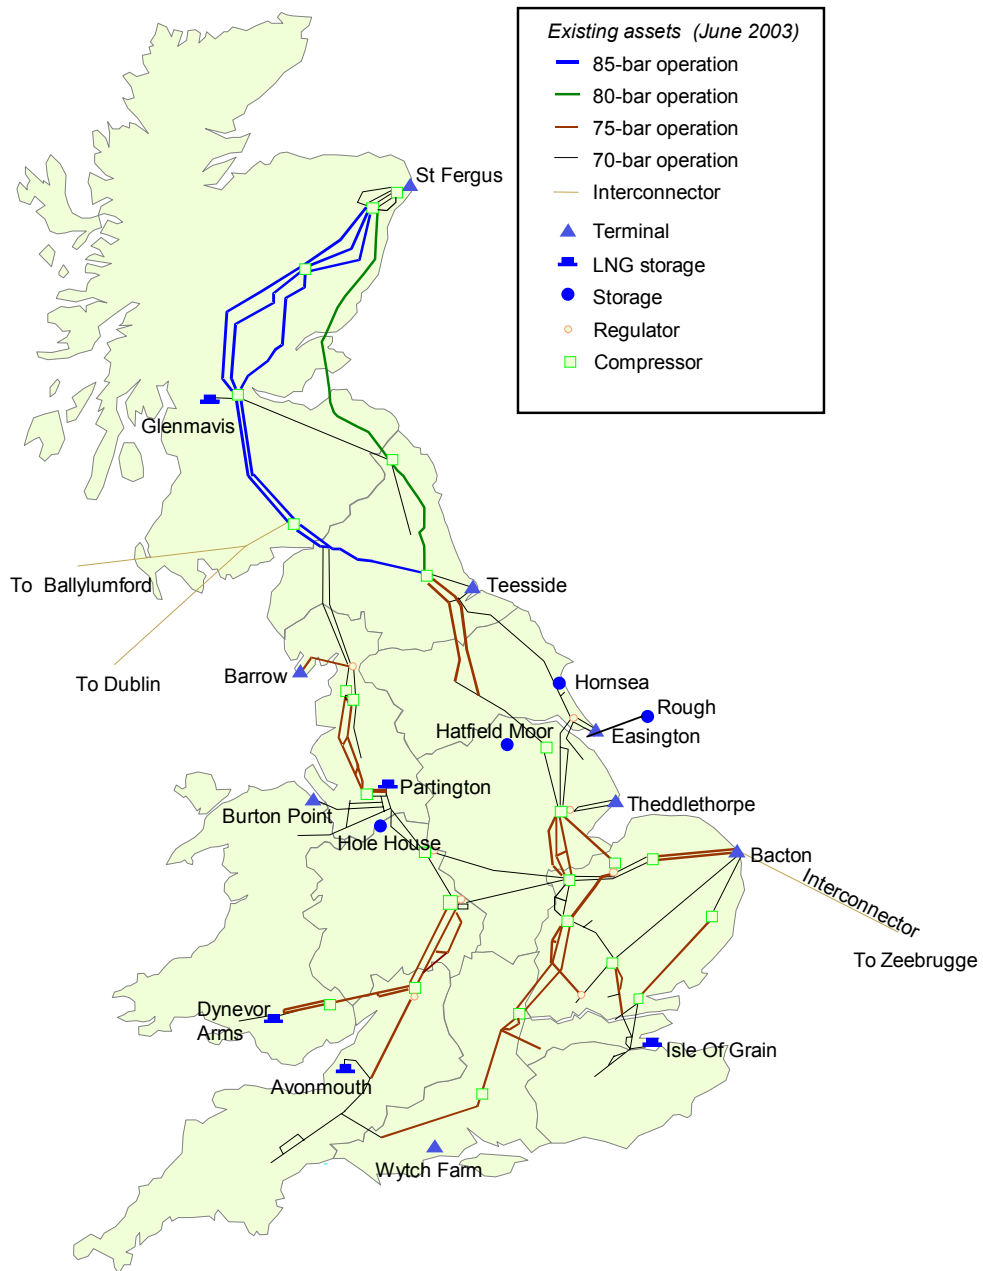 Existing assets (June 2003)
85-bar operation
80-bar operation
75-bar operation
70-bar operation
Interconnector
Terminal
LNG storage
Storage
Regulator
Compressor
St Fergus
Glenmavis
To Ballylumford
Teesside
To Dublin
Barrow
Hornsea
Rough
Hatfield Moor
Easington
Partington
Theddlethorpe
Burton Point
Hole House
Bacton
Interconnector
To Zeebrugge
Dynevor
Arms
Isle Of Grain
Avonmouth
Wytch Farm